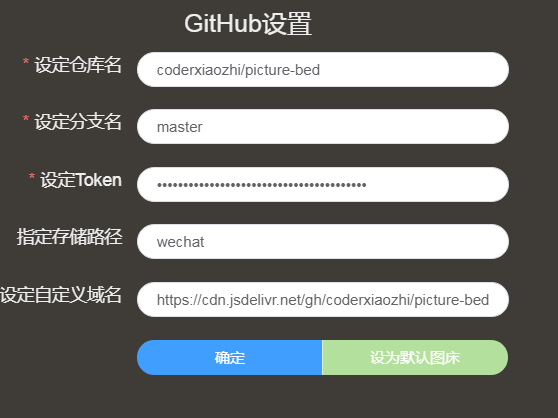 GitHub设置
* 设定仓库名 coderxiaozhi/picture-bed
* 设定分支名 master
* 设定Token ••••••••••••••••••••••••••••••••••••••••
指定存储路径 wechat
设定自定义域名 https://cdn.jsdelivr.net/gh/coderxiaozhi/picture-bed
确定 设为默认图床